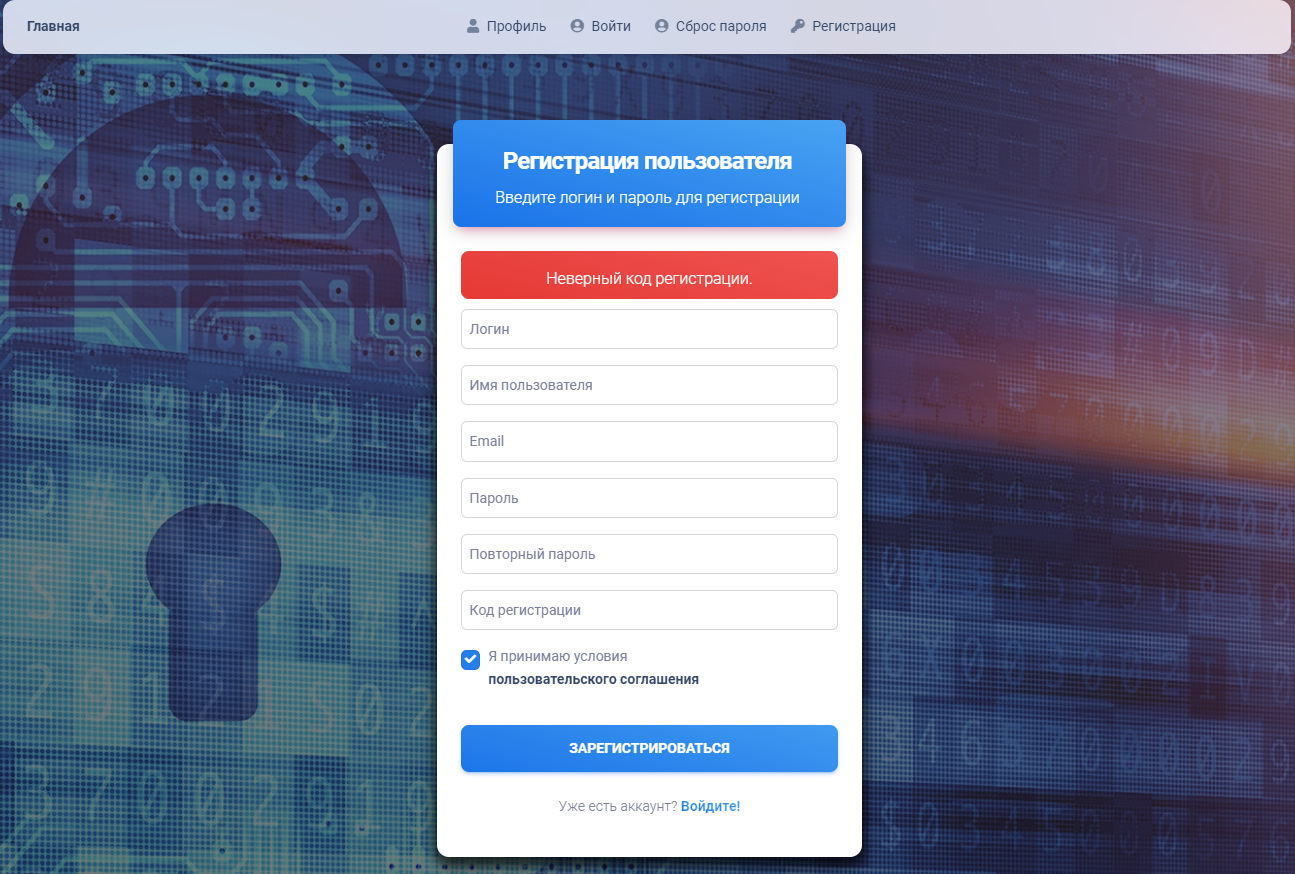 Главная
Профиль
Войти
Сброс пароля
Регистрация
Регистрация пользователя
Введите логин и пароль для регистрации
Неверный код регистрации.
Логин
Имя пользователя
Email
Пароль
Повторный пароль
Код регистрации
Я принимаю условия
пользовательского соглашения
ЗАРЕГИСТРИРОВАТЬСЯ
Уже есть аккаунт? Войдите!